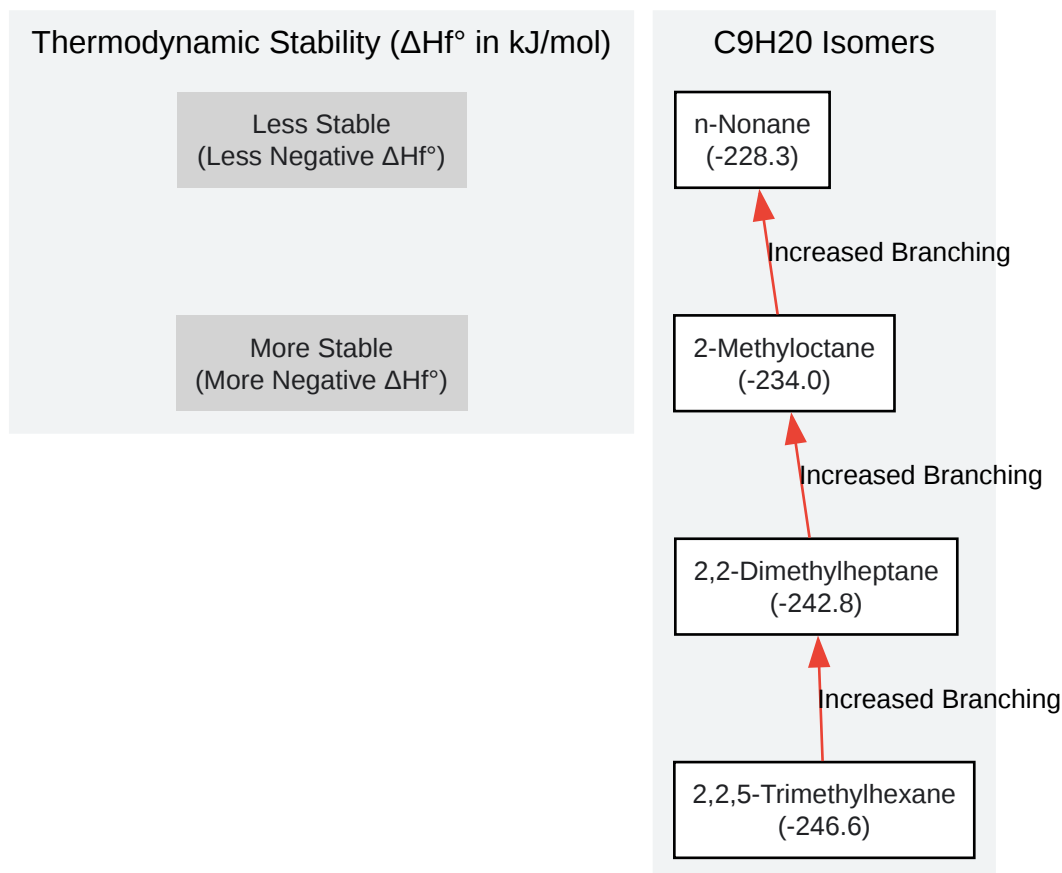 Thermodynamic Stability (ΔHf° in kJ/mol)
Less Stable
(Less Negative ΔHf°)
More Stable
(More Negative ΔHf°)
C9H20 Isomers
n-Nonane
(-228.3)
Increased Branching
2-Methyloctane
(-234.0)
Increased Branching
2,2-Dimethylheptane
(-242.8)
Increased Branching
2,2,5-Trimethylhexane
(-246.6)